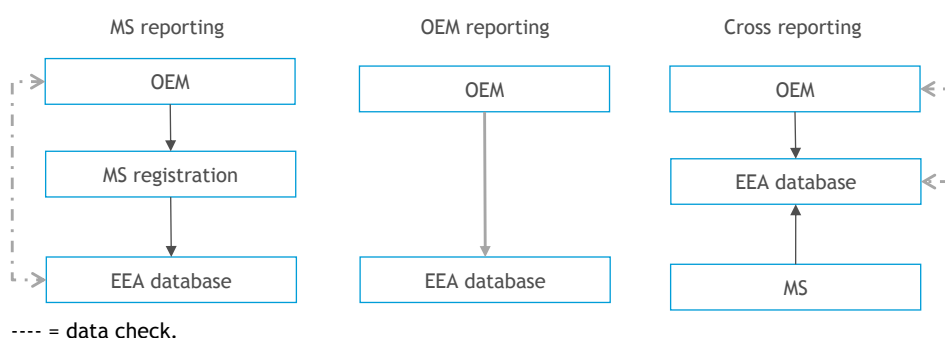 MS reporting
OEM
MS registration
EEA database
OEM reporting
OEM
EEA database
Cross reporting
OEM
EEA database
MS
---- = data check.